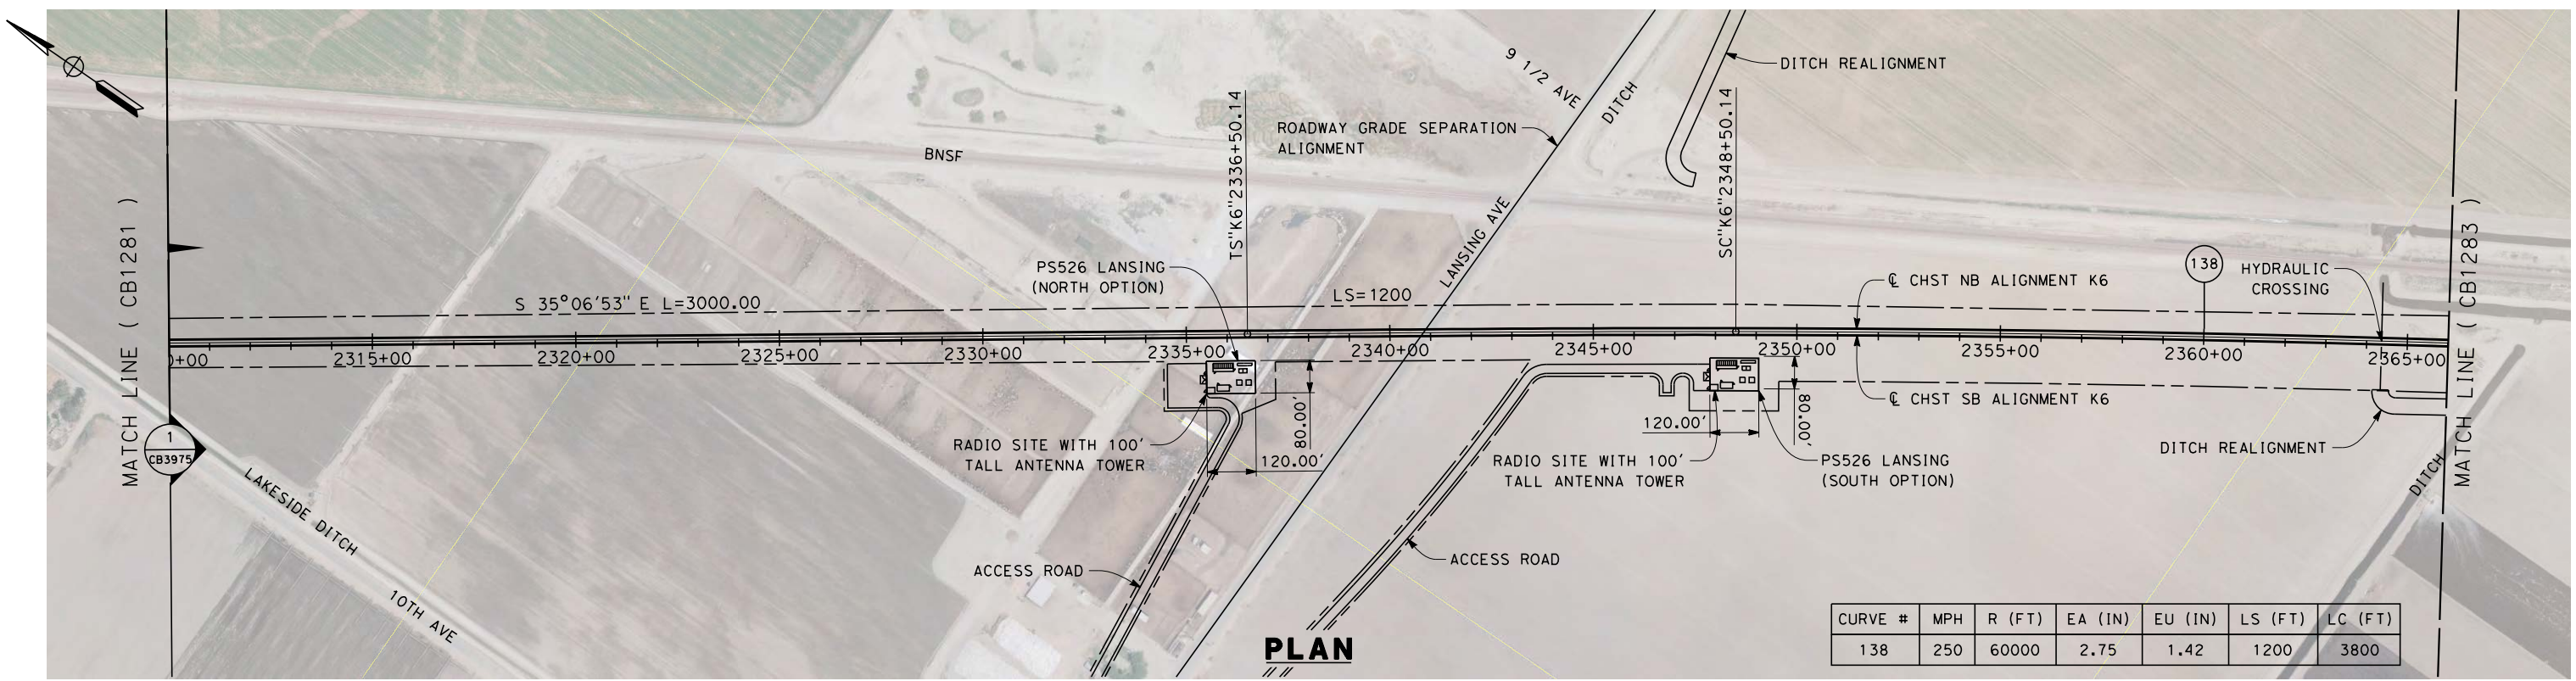 9 1/2 AVE
DITCH
DITCH REALIGNMENT
ROADWAY GRADE SEPARATION
ALIGNMENT
BNSF
TS"K6"2336+50.14
SC"K6"2348+50.14
MATCH LINE ( CB1281 )
MATCH LINE ( CB1283 )
LANSING AVE
PS526 LANSING
(NORTH OPTION)
S 35°06'53" E L=3000.00
LS=1200
℄ CHST NB ALIGNMENT K6
138
HYDRAULIC
CROSSING
0+00
2315+00
2320+00
2325+00
2330+00
2335+00
2340+00
2345+00
2350+00
2355+00
2360+00
2365+00
℄ CHST SB ALIGNMENT K6
80.00'
120.00'
120.00'
80.00'
RADIO SITE WITH 100'
TALL ANTENNA TOWER
RADIO SITE WITH 100'
TALL ANTENNA TOWER
PS526 LANSING
(SOUTH OPTION)
DITCH REALIGNMENT
DITCH
1
CB3975
LAKESIDE DITCH
10TH AVE
ACCESS ROAD
ACCESS ROAD
PLAN
CURVE # MPH R (FT) EA (IN) EU (IN) LS (FT) LC (FT)
138 250 60000 2.75 1.42 1200 3800